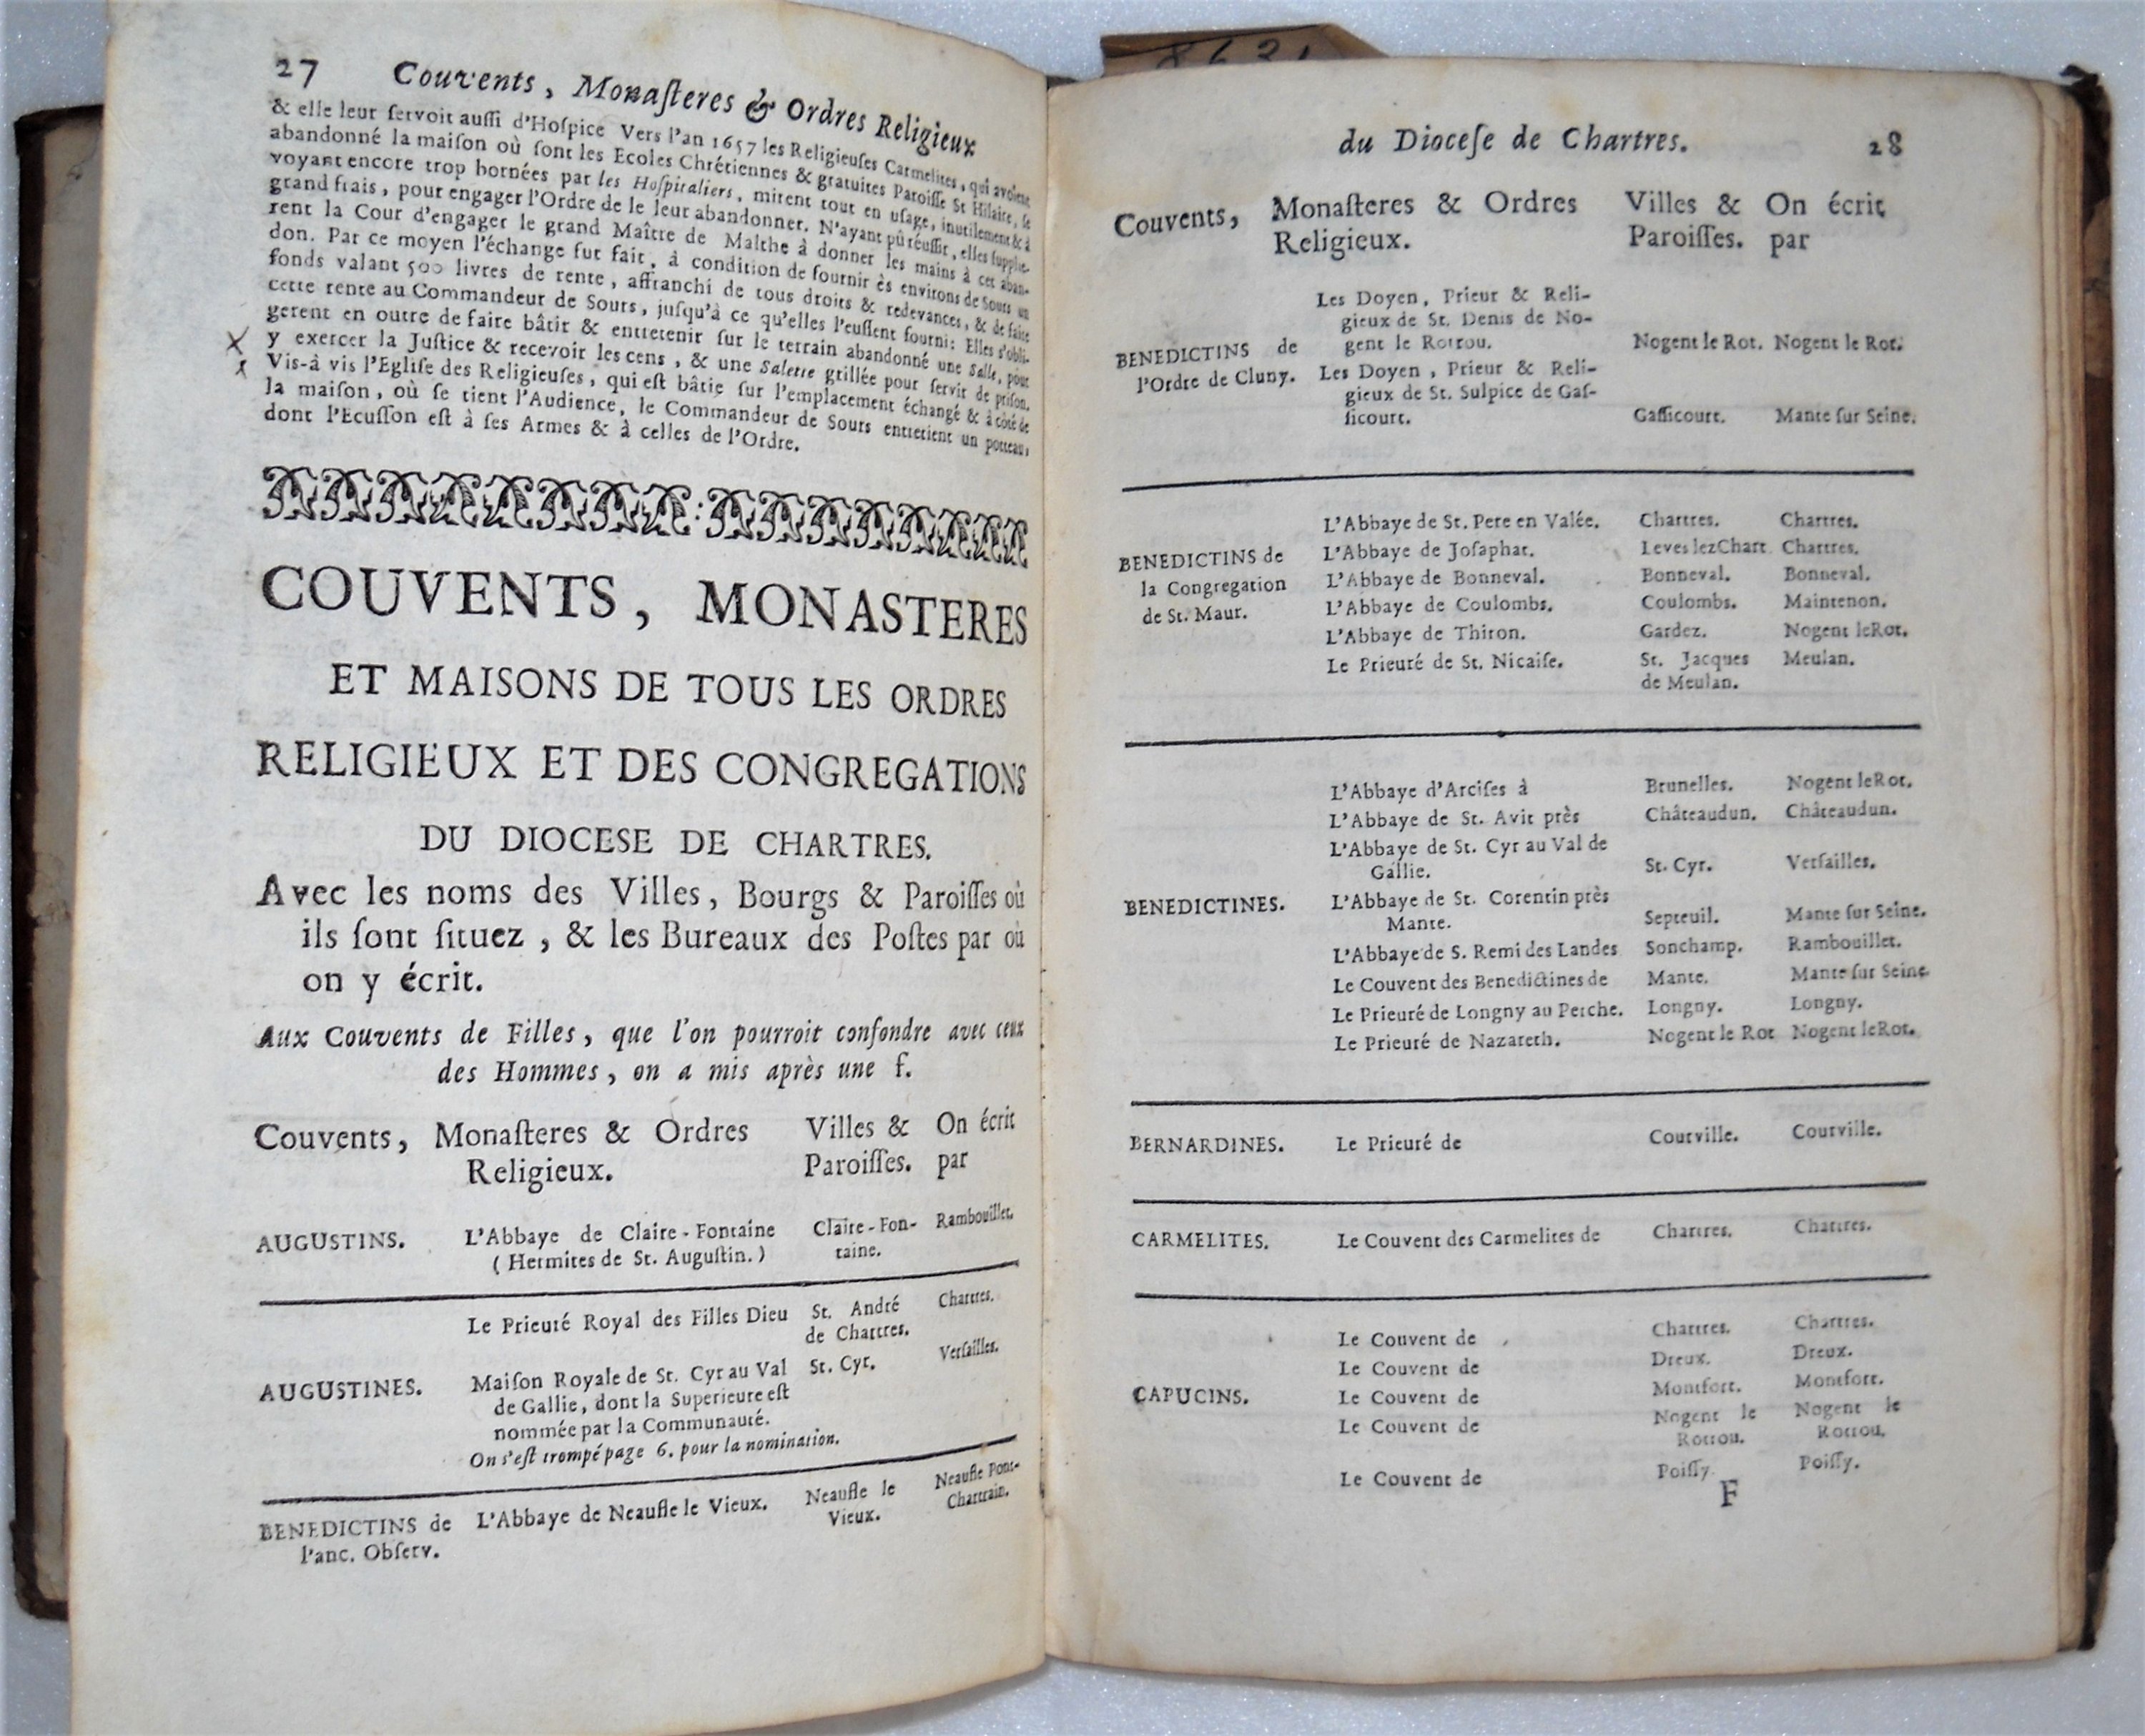 8631
27 Couvents, Monaſteres & Ordres Religieux
& elle leur ſervoit auſſi d'Hoſpice Vers l'an 1657 les Religieuſes Carmelites, qui avoient
abandonné la maiſon où ſont les Ecoles Chrétiennes & gratuites Paroiſſe St Hilaire, ſe
voyant encore trop bornées par les Hoſpitaliers, mirent tout en uſage, inutilement & à
grand frais, pour engager l'Ordre de le leur abandonner. N'ayant pû réuſſir, elles ſupplie-
rent la Cour d'engager le grand Maître de Malthe à donner les mains à cet aban-
don. Par ce moyen l'échange fut fait, à condition de fournir ès environs de Sours un
fonds valant 500 livres de rente, affranchi de tous droits & redevances, & de faire
cette rente au Commandeur de Sours, juſqu'à ce qu'elles l'euſſent fourni: Elles s'obli-
gerent en outre de faire bâtir & entretenir ſur le terrain abandonné une Salle, pour
y exercer la Juſtice & recevoir les cens, & une Salette grillée pour ſervir de priſon.
Vis-à vis l'Egliſe des Religieuſes, qui eſt bâtie ſur l'emplacement échangé & à côté de
la maiſon, où ſe tient l'Audience, le Commandeur de Sours entretient un potteau,
dont l'Ecuſſon eſt à ſes Armes & à celles de l'Ordre.
COUVENTS, MONASTERES
ET MAISONS DE TOUS LES ORDRES
RELIGIEUX ET DES CONGREGATIONS
DU DIOCESE DE CHARTRES.
Avec les noms des Villes, Bourgs & Paroiſſes où
ils ſont ſituez, & les Bureaux des Poſtes par où
on y écrit.
Aux Couvents de Filles, que l'on pourroit confondre avec ceux
des Hommes, on a mis après une f.
Couvents, Monaſteres & Ordres Villes & On écrit
Religieux. Paroiſſes. par
AUGUSTINS. L'Abbaye de Claire-Fontaine Claire-Fon- Rambouillet.
(Hermites de St. Auguſtin.) taine.
Le Prieuré Royal des Filles Dieu St. André Chartres.
de Chartres.
AUGUSTINES. Maiſon Royale de St. Cyr au Val St. Cyr. Verſailles.
de Gallie, dont la Superieure eſt
nommée par la Communauté.
On s'eſt trompé page 6. pour la nomination.
BENEDICTINS de L'Abbaye de Neaufle le Vieux. Neaufle le Neaufle Pont-
l'anc. Obſerv. Vieux. Chartrain.
du Dioceſe de Chartres. 28
Couvents, Monaſteres & Ordres Villes & On écrit
Religieux. Paroiſſes. par
Les Doyen, Prieur & Reli-
gieux de St. Denis de No-
BENEDICTINS de gent le Rotrou. Nogent le Rot. Nogent le Rot.
l'Ordre de Cluny. Les Doyen, Prieur & Reli-
gieux de St. Sulpice de Gaſ-
ſicourt. Gaſſicourt. Mante ſur Seine.
L'Abbaye de St. Pere en Valée. Chartres. Chartres.
BENEDICTINS de L'Abbaye de Joſaphat. Leves lez Chart. Chartres.
la Congregation L'Abbaye de Bonneval. Bonneval. Bonneval.
de St. Maur. L'Abbaye de Coulombs. Coulombs. Maintenon.
L'Abbaye de Thiron. Gardez. Nogent le Rot.
Le Prieuré de St. Nicaiſe. St. Jacques Meulan.
de Meulan.
L'Abbaye d'Arciſes à Brunelles. Nogent le Rot.
L'Abbaye de St. Avit près Châteaudun. Châteaudun.
L'Abbaye de St. Cyr au Val de
Gallie. St. Cyr. Verſailles.
BENEDICTINES. L'Abbaye de St. Corentin près
Mante. Septeuil. Mante ſur Seine.
L'Abbaye de S. Remi des Landes Sonchamp. Rambouillet.
Le Couvent des Benedictines de Mante. Mante ſur Seine
Le Prieuré de Longny au Perche. Longny. Longny.
Le Prieuré de Nazareth. Nogent le Rot Nogent le Rot.
BERNARDINES. Le Prieuré de Courville. Courville.
CARMELITES. Le Couvent des Carmelites de Chartres. Chartres.
Le Couvent de Chartres. Chartres.
Le Couvent de Dreux. Dreux.
CAPUCINS. Le Couvent de Montfort. Montfort.
Le Couvent de Nogent le Nogent le
Rotrou. Rotrou.
Le Couvent de Poiſſy. Poiſſy.
F